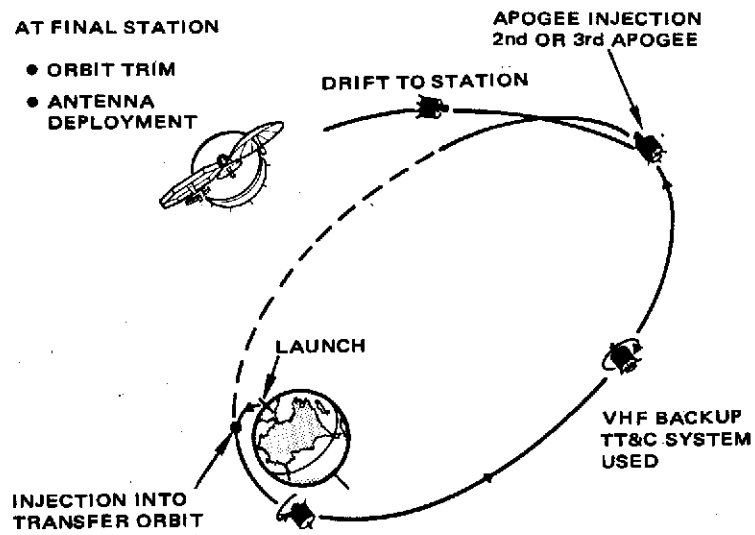 AT FINAL STATION
● ORBIT TRIM
● ANTENNA
DEPLOYMENT
DRIFT TO STATION
APOGEE INJECTION
2nd OR 3rd APOGEE
LAUNCH
VHF BACKUP
TT&C SYSTEM
USED
INJECTION INTO
TRANSFER ORBIT